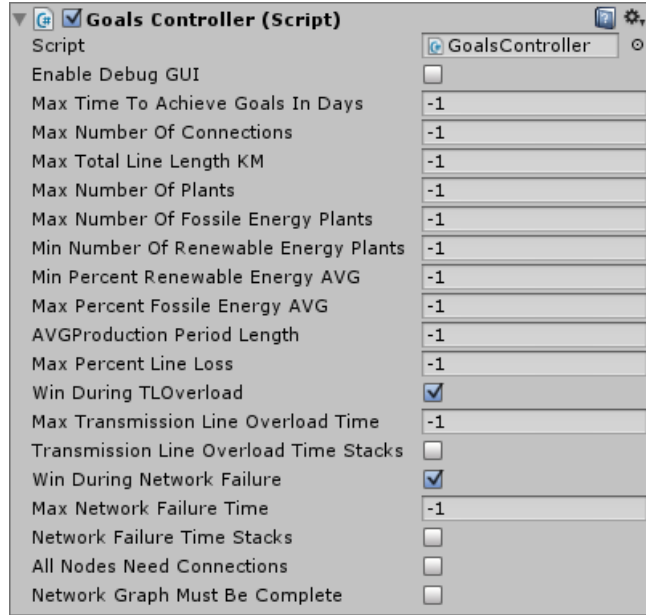 Goals Controller (Script)
Script GoalsController
Enable Debug GUI
Max Time To Achieve Goals In Days -1
Max Number Of Connections -1
Max Total Line Length KM -1
Max Number Of Plants -1
Max Number Of Fossile Energy Plants -1
Min Number Of Renewable Energy Plants -1
Min Percent Renewable Energy AVG -1
Max Percent Fossile Energy AVG -1
AVGProduction Period Length -1
Max Percent Line Loss -1
Win During TLOverload
Max Transmission Line Overload Time -1
Transmission Line Overload Time Stacks
Win During Network Failure
Max Network Failure Time -1
Network Failure Time Stacks
All Nodes Need Connections
Network Graph Must Be Complete